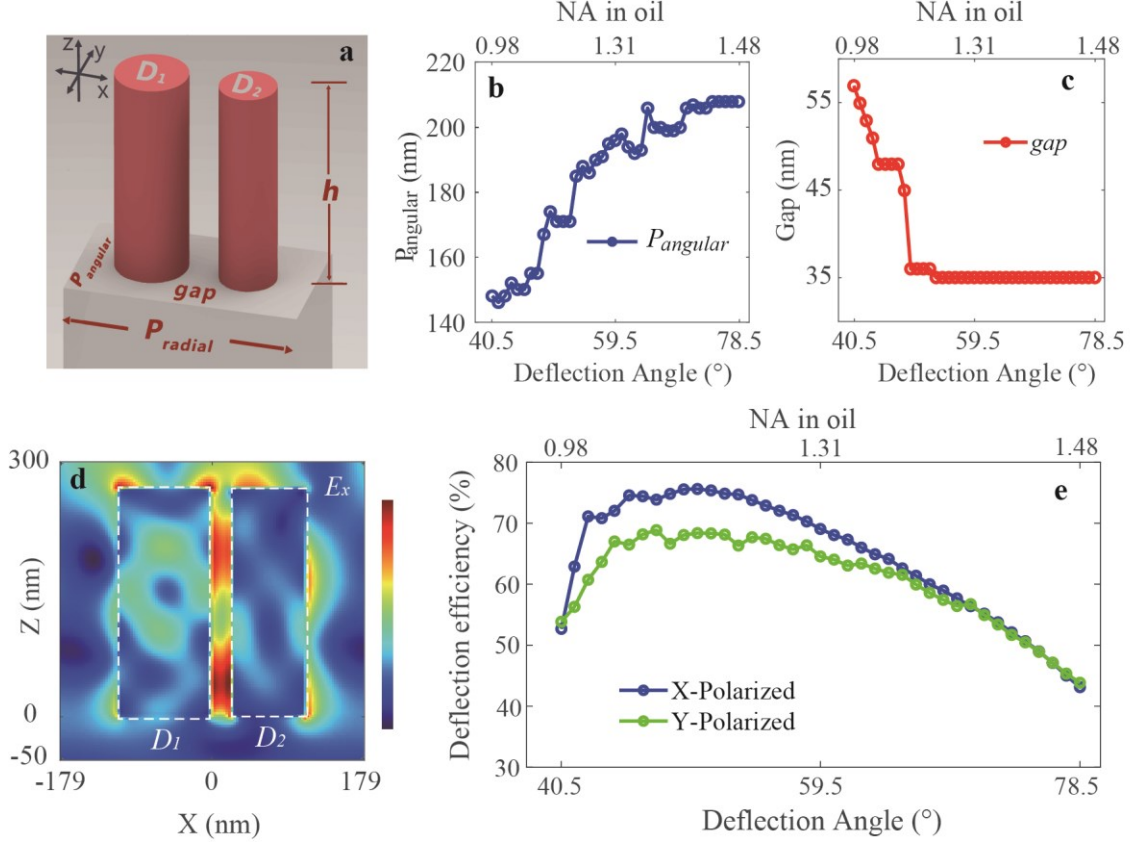 a
z
y
x
D1
D2
h
Pangular
gap
Pradial
NA in oil
0.98 1.31 1.48
b
220
200
180
160
140
Pangular (nm)
Pangular
40.5 59.5 78.5
Deflection Angle (°)
NA in oil
0.98 1.31 1.48
c
55
45
35
Gap (nm)
gap
40.5 59.5 78.5
Deflection Angle (°)
d
Ex
300
0
-50
Z (nm)
D1 D2
-179 0 179
X (nm)
NA in oil
0.98 1.31 1.48
e
80
70
60
50
40
30
Deflection efficiency (%)
X-Polarized
Y-Polarized
40.5 59.5 78.5
Deflection Angle (°)